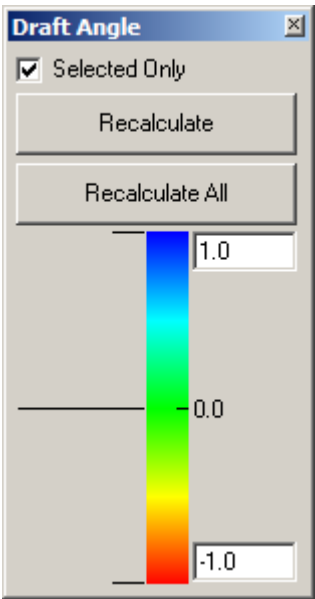 Draft Angle
Selected Only
Recalculate
Recalculate All
1.0
0.0
-1.0